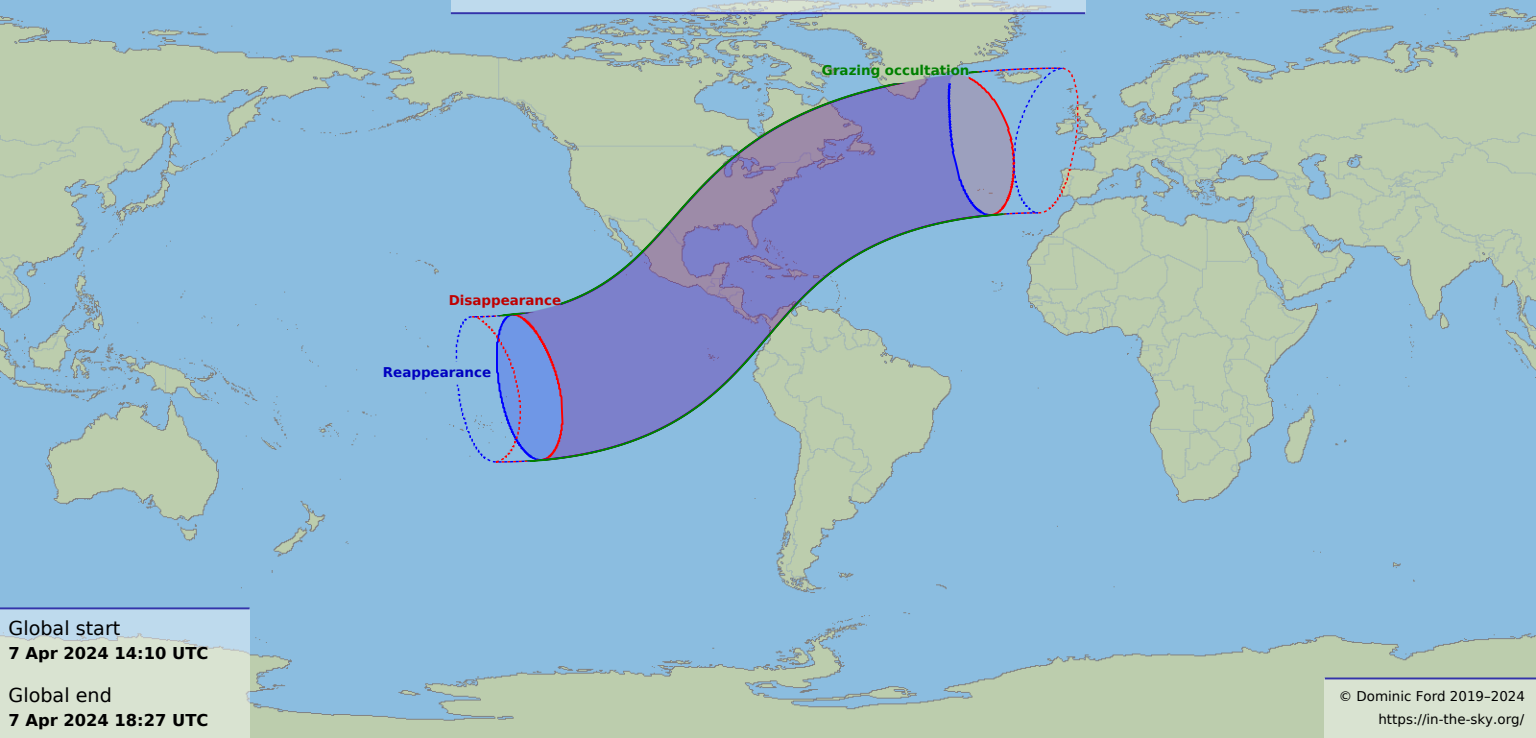 Grazing occultation
Disappearance
Reappearance
Global start
7 Apr 2024 14:10 UTC
Global end
7 Apr 2024 18:27 UTC
© Dominic Ford 2019–2024
https://in-the-sky.org/